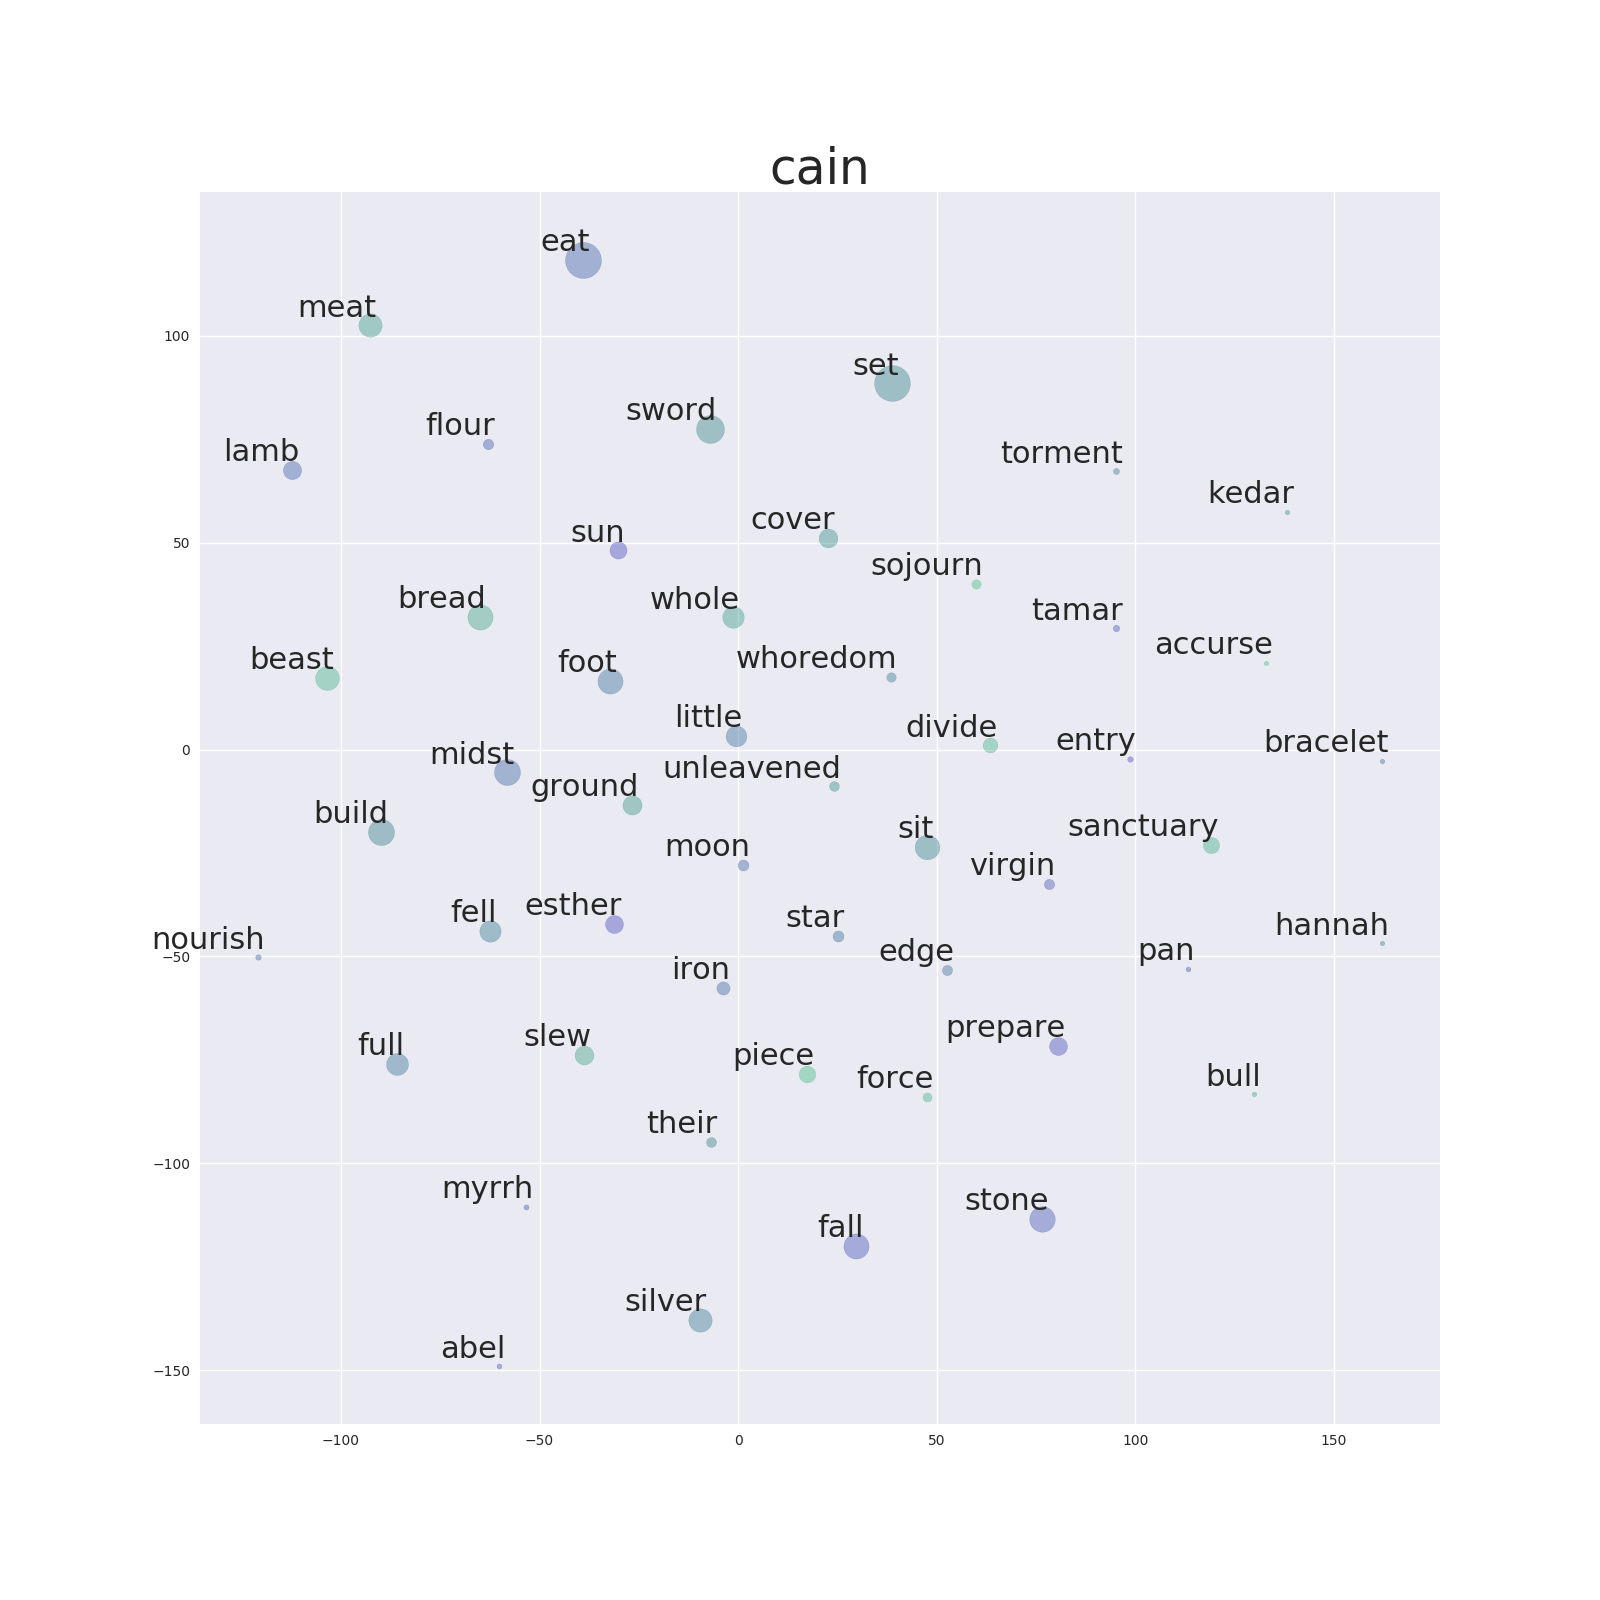 cain
eat
meat
100
set
sword
flour
lamb
torment
kedar
cover
sun
50
sojourn
bread
whole
tamar
accurse
beast
foot
whoredom
little
divide
entry
bracelet
0
midst
unleavened
ground
build
sit
sanctuary
moon
virgin
fell
esther
star
hannah
nourish
−50
edge
pan
iron
full
slew
prepare
piece
force
bull
their
−100
myrrh
stone
fall
silver
abel
−150
−100 −50 0 50 100 150